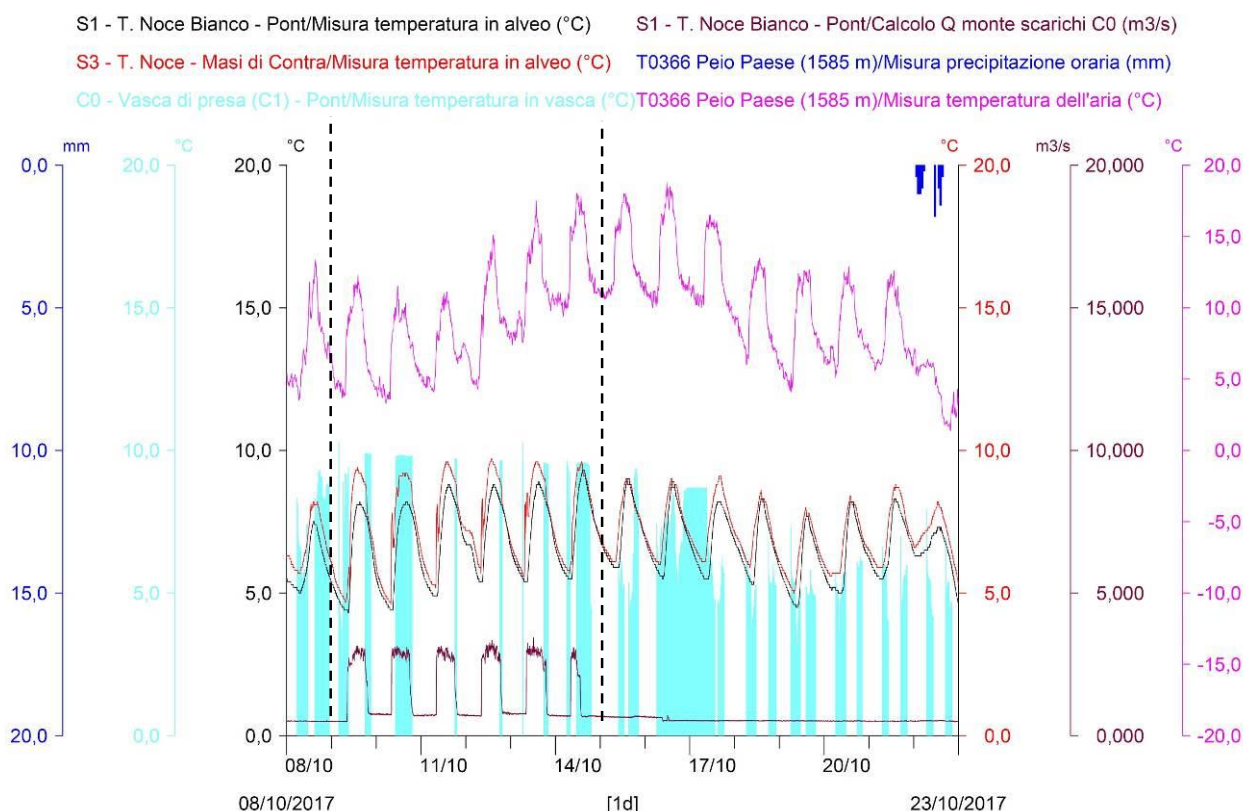 S1 - T. Noce Bianco - Pont/Misura temperatura in alveo (°C) S1 - T. Noce Bianco - Pont/Calcolo Q monte scarichi C0 (m3/s)
S3 - T. Noce - Masi di Contra/Misura temperatura in alveo (°C) T0366 Peio Paese (1585 m)/Misura precipitazione oraria (mm)
C0 - Vasca di presa (C1) - Pont/Misura temperatura in vasca (°C) T0366 Peio Paese (1585 m)/Misura temperatura dell'aria (°C)
mm °C °C °C m3/s °C
0,0 20,0 20,0 20,0 20,000 20,0
15,0
5,0 15,0 15,0 15,0 15,000 10,0
5,0
10,0 10,0 10,0 10,0 10,000 0,0
-5,0
15,0 5,0 5,0 5,0 5,000 -10,0
-15,0
20,0 0,0 0,0 0,0 0,000 -20,0
08/10 11/10 14/10 17/10 20/10
08/10/2017 [1d] 23/10/2017